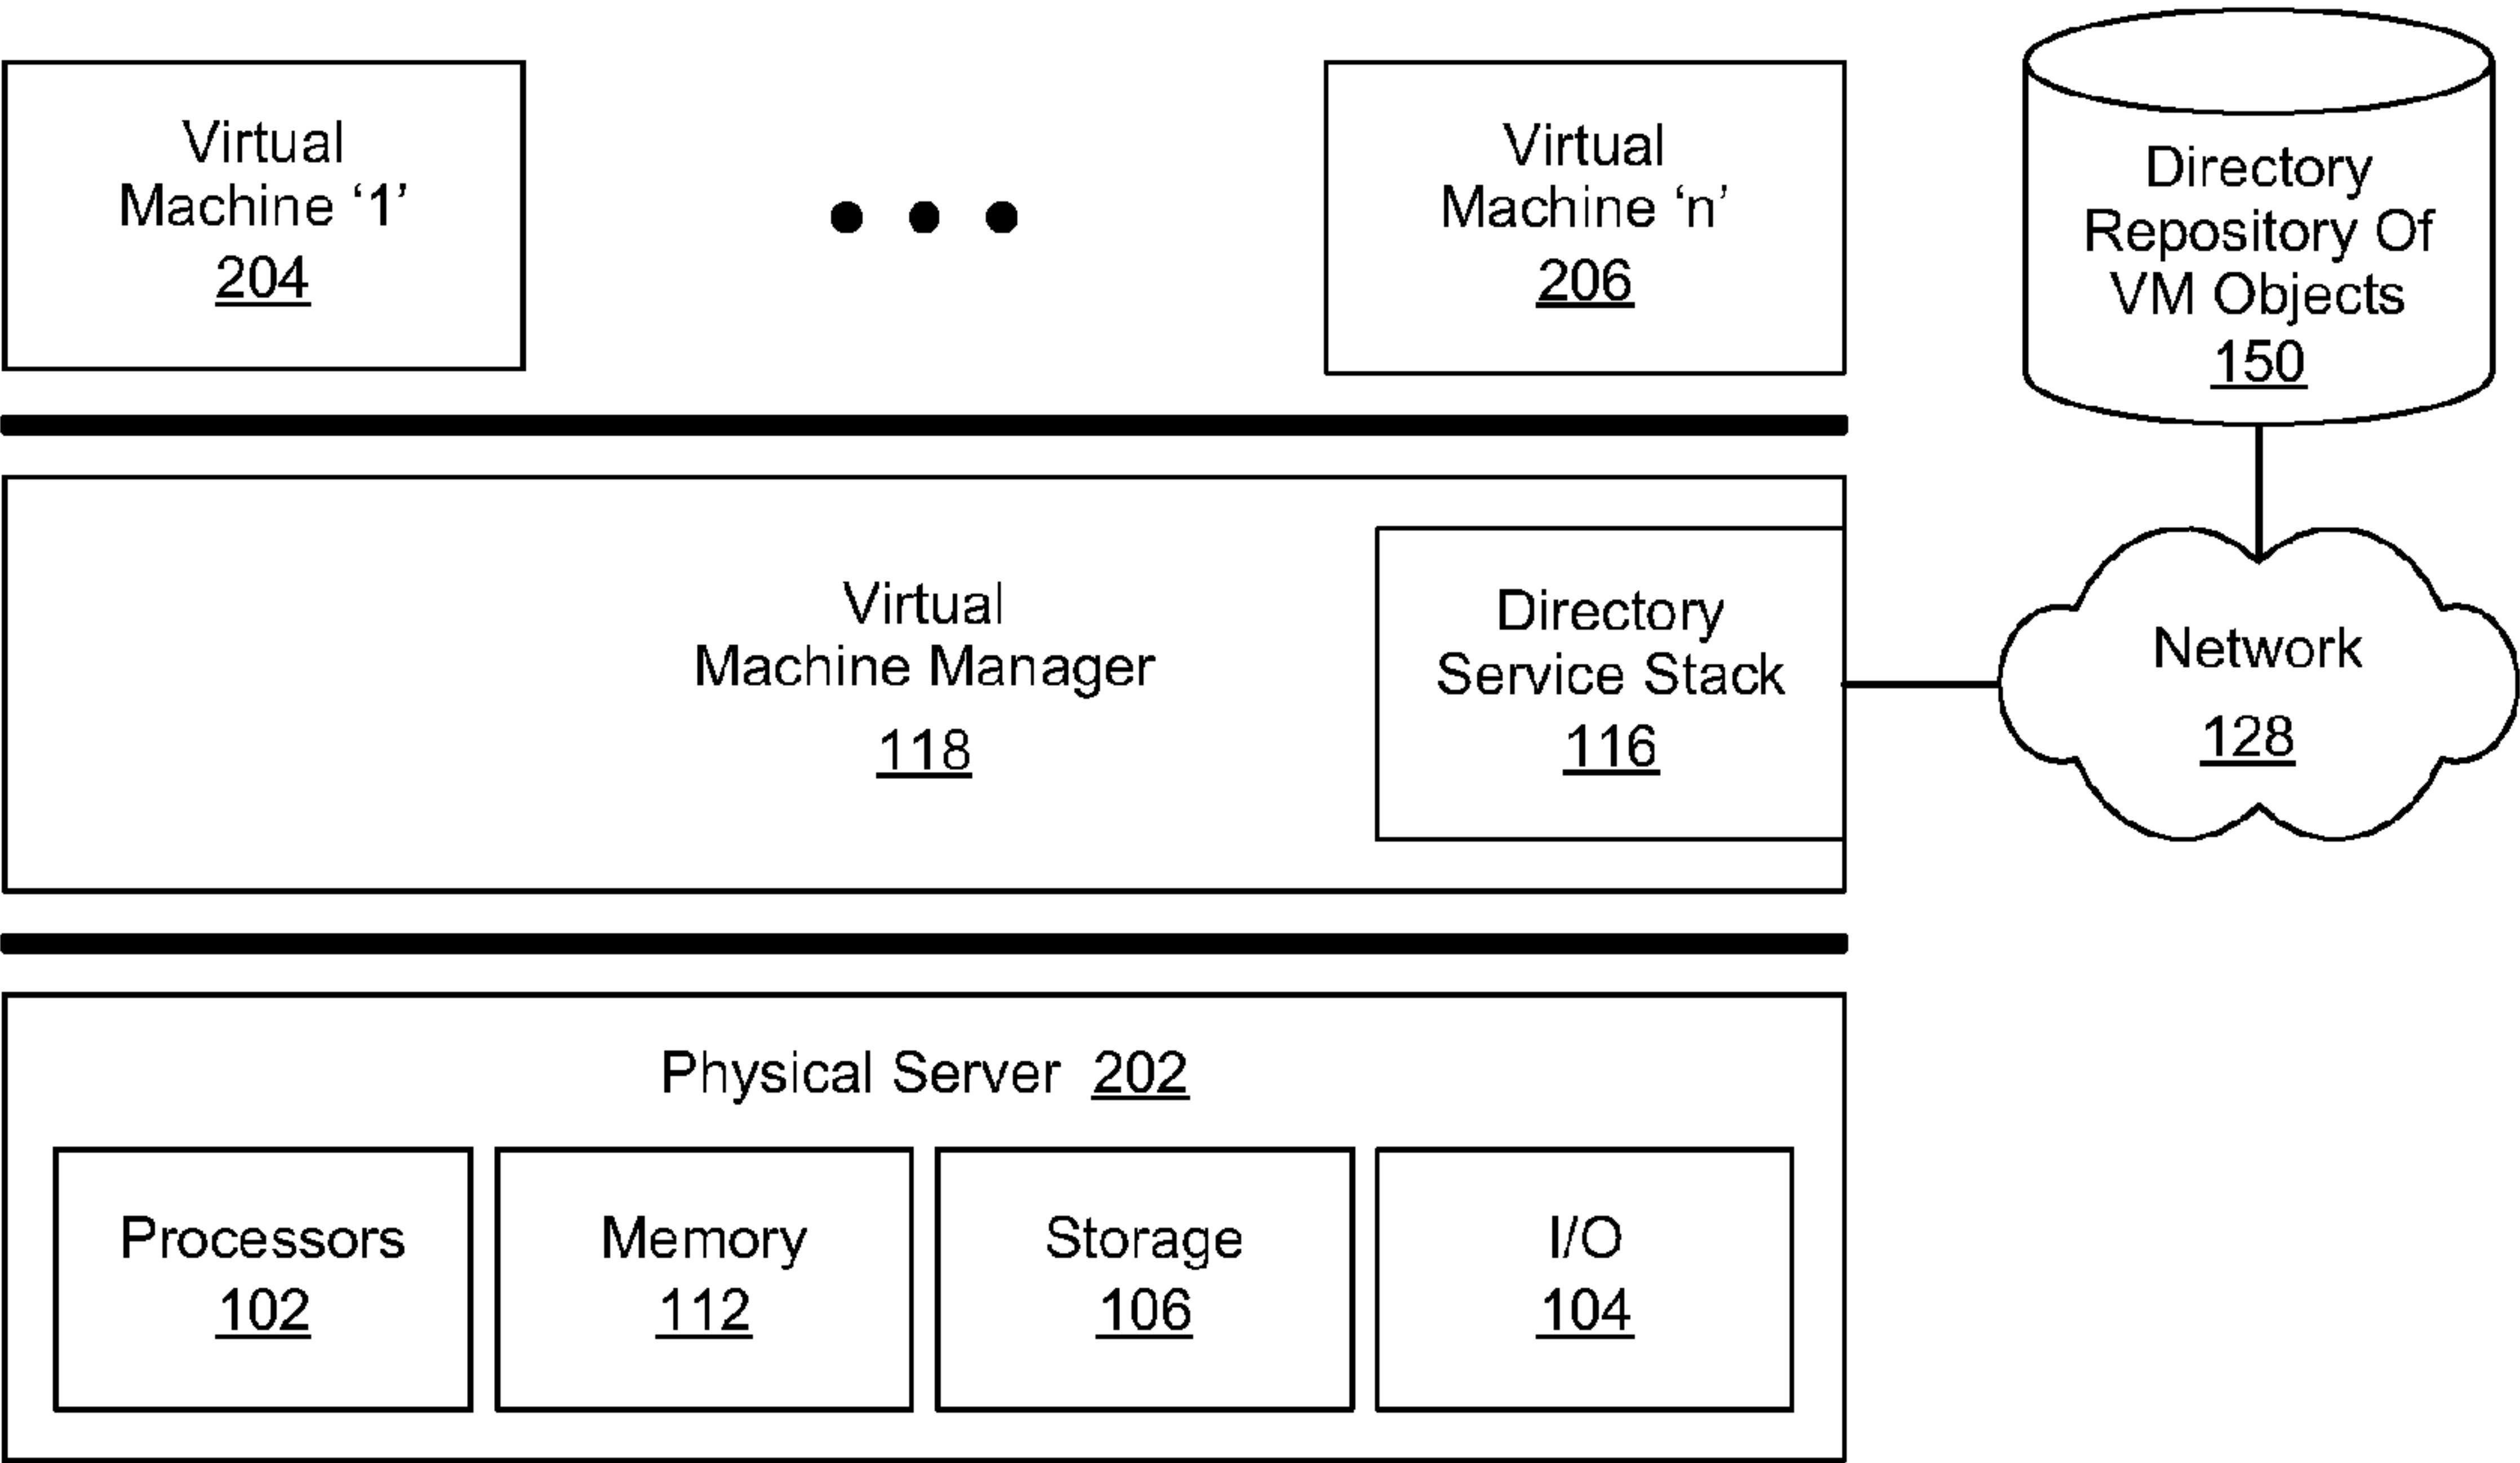 Virtual
Machine ‘1’
204
Virtual
Machine ‘n’
206
Directory
Repository Of
VM Objects
150
Virtual
Machine Manager
118
Directory
Service Stack
116
Network
128
Physical Server 202
Processors
102
Memory
112
Storage
106
I/O
104